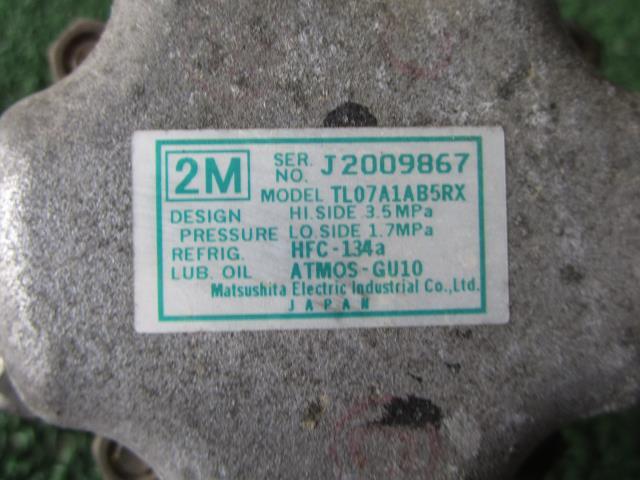 2M
SER. NO. J2009867
MODEL TL07A1AB5RX
DESIGN PRESSURE HI.SIDE 3.5MPa
LO.SIDE 1.7MPa
REFRIG. HFC-134a
LUB. OIL ATMOS-GU10
Matsushita Electric Industrial Co.,Ltd.
JAPAN